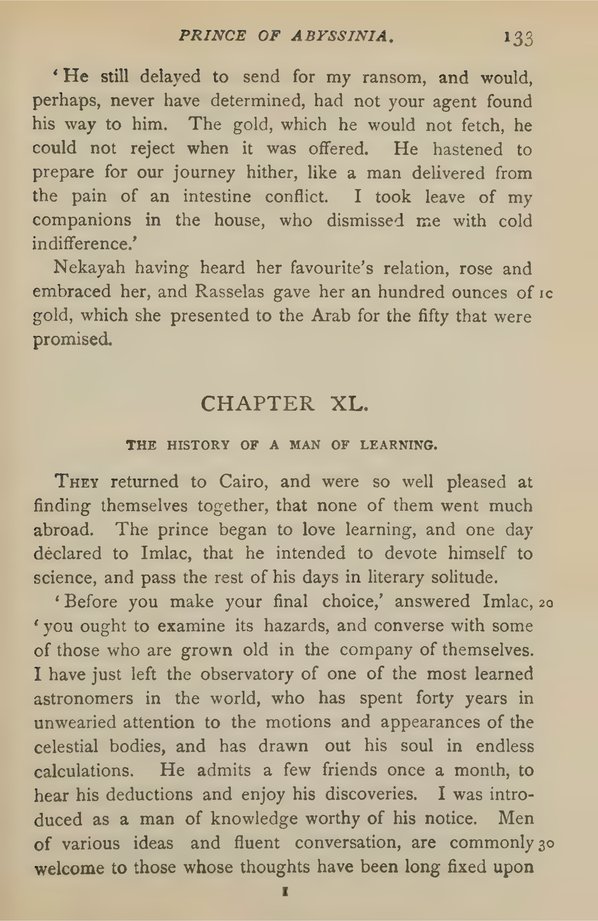 PRINCE OF ABYSSINIA. 133
‘ He still delayed to send for my ransom, and would,
perhaps, never have determined, had not your agent found
his way to him. The gold, which he would not fetch, he
could not reject when it was offered. He hastened to
prepare for our journey hither, like a man delivered from
the pain of an intestine conflict. I took leave of my
companions in the house, who dismissed me with cold
indifference.’
Nekayah having heard her favourite’s relation, rose and
embraced her, and Rasselas gave her an hundred ounces of 10
gold, which she presented to the Arab for the fifty that were
promised.
CHAPTER XL.
THE HISTORY OF A MAN OF LEARNING.
THEY returned to Cairo, and were so well pleased at
finding themselves together, that none of them went much
abroad. The prince began to love learning, and one day
declared to Imlac, that he intended to devote himself to
science, and pass the rest of his days in literary solitude.
‘ Before you make your final choice,’ answered Imlac, 20
‘ you ought to examine its hazards, and converse with some
of those who are grown old in the company of themselves.
I have just left the observatory of one of the most learned
astronomers in the world, who has spent forty years in
unwearied attention to the motions and appearances of the
celestial bodies, and has drawn out his soul in endless
calculations. He admits a few friends once a month, to
hear his deductions and enjoy his discoveries. I was intro-
duced as a man of knowledge worthy of his notice. Men
of various ideas and fluent conversation, are commonly 30
welcome to those whose thoughts have been long fixed upon
I